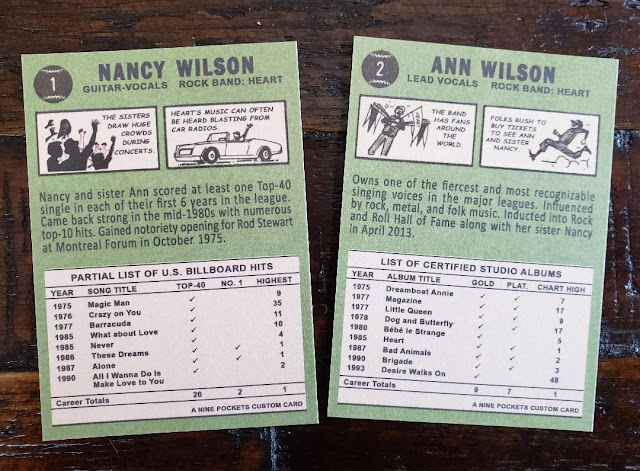 1
NANCY WILSON
GUITAR-VOCALS ROCK BAND: HEART
THE SISTERS
DRAW HUGE
CROWDS
DURING
CONCERTS.
HEART'S MUSIC CAN OFTEN
BE HEARD BLASTING FROM
CAR RADIOS.
Nancy and sister Ann scored at least one Top-40
single in each of their first 6 years in the league.
Came back strong in the mid-1980s with numerous
top-10 hits. Gained notoriety opening for Rod Stewart
at Montreal Forum in October 1975.
PARTIAL LIST OF U.S. BILLBOARD HITS
YEAR SONG TITLE TOP-40 NO. 1 HIGHEST
1975 Magic Man ✓ 9
1976 Crazy on You ✓ 35
1977 Barracuda ✓ 11
1985 What about Love ✓ 10
1985 Never ✓ 4
1986 These Dreams ✓ ✓ 1
1987 Alone ✓ ✓ 1
1990 All I Wanna Do Is ✓ 2
Make Love to You
Career Totals 20 2 1
A NINE POCKETS CUSTOM CARD
2
ANN WILSON
LEAD VOCALS ROCK BAND: HEART
THE BAND
HAS FANS
AROUND
THE
WORLD.
FOLKS RUSH TO
BUY TICKETS
TO SEE ANN
AND SISTER
NANCY.
Owns one of the fiercest and most recognizable
singing voices in the major leagues. Influenced
by rock, metal, and folk music. Inducted into Rock
and Roll Hall of Fame along with her sister Nancy
in April 2013.
LIST OF CERTIFIED STUDIO ALBUMS
YEAR ALBUM TITLE GOLD PLAT. CHART HIGH
1975 Dreamboat Annie ✓ ✓ 7
1977 Magazine ✓ ✓ 17
1977 Little Queen ✓ ✓ 9
1978 Dog and Butterfly ✓ ✓ 17
1980 Bébé le Strange ✓ 5
1985 Heart ✓ ✓ 1
1987 Bad Animals ✓ ✓ 2
1990 Brigade ✓ ✓ 3
1993 Desire Walks On ✓ 48
Career Totals 9 7 1
A NINE POCKETS CUSTOM CARD